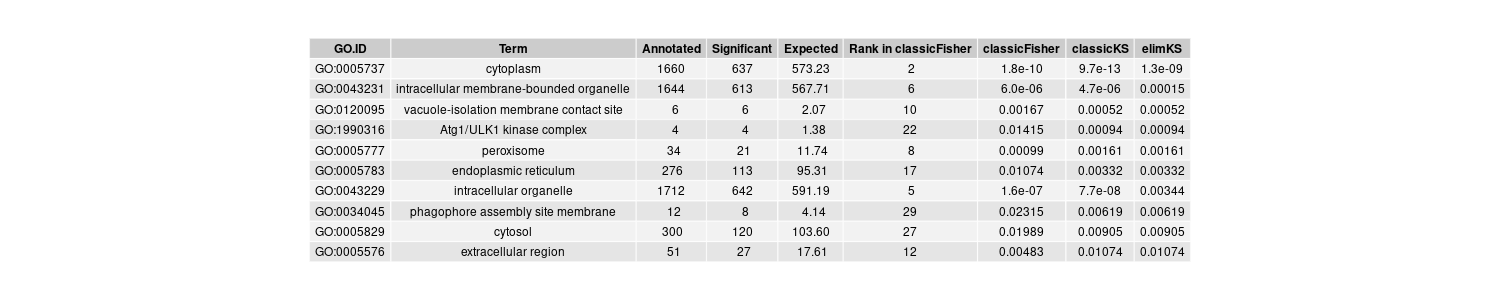 GO.ID Term Annotated Significant Expected Rank in classicFisher classicFisher classicKS elimKS
GO:0005737 cytoplasm 1660 637 573.23 2 1.8e-10 9.7e-13 1.3e-09
GO:0043231 intracellular membrane-bounded organelle 1644 613 567.71 6 6.0e-06 4.7e-06 0.00015
GO:0120095 vacuole-isolation membrane contact site 6 6 2.07 10 0.00167 0.00052 0.00052
GO:1990316 Atg1/ULK1 kinase complex 4 4 1.38 22 0.01415 0.00094 0.00094
GO:0005777 peroxisome 34 21 11.74 8 0.00099 0.00161 0.00161
GO:0005783 endoplasmic reticulum 276 113 95.31 17 0.01074 0.00332 0.00332
GO:0043229 intracellular organelle 1712 642 591.19 5 1.6e-07 7.7e-08 0.00344
GO:0034045 phagophore assembly site membrane 12 8 4.14 29 0.02315 0.00619 0.00619
GO:0005829 cytosol 300 120 103.60 27 0.01989 0.00905 0.00905
GO:0005576 extracellular region 51 27 17.61 12 0.00483 0.01074 0.01074